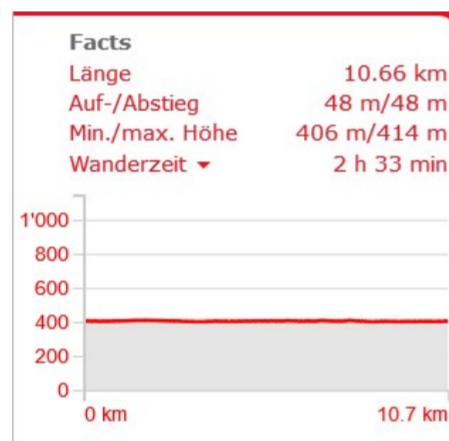 Facts
Länge 10.66 km
Auf-/Abstieg 48 m/48 m
Min./max. Höhe 406 m/414 m
Wanderzeit 2 h 33 min
1'000
800
600
400
200
0
0 km 10.7 km